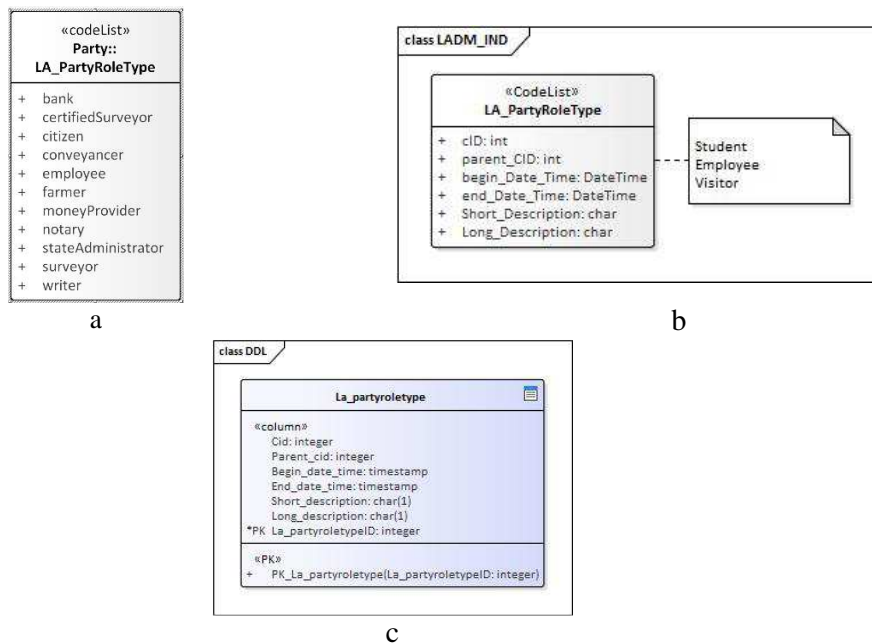 «codeList»
Party::
LA_PartyRoleType
+ bank
+ certifiedSurveyor
+ citizen
+ conveyancer
+ employee
+ farmer
+ moneyProvider
+ notary
+ stateAdministrator
+ surveyor
+ writer
a
class LADM_IND
«CodeList»
LA_PartyRoleType
+ cID: int
+ parent_CID: int
+ begin_Date_Time: DateTime
+ end_Date_Time: DateTime
+ Short_Description: char
+ Long_Description: char
Student
Employee
Visitor
b
class DDL
La_partyroletype
«column»
Cid: integer
Parent_cid: integer
Begin_date_time: timestamp
End_date_time: timestamp
Short_description: char(1)
Long_description: char(1)
*PK La_partyroletypeID: integer
«PK»
+ PK_La_partyroletype(La_partyroletypeID: integer)
c